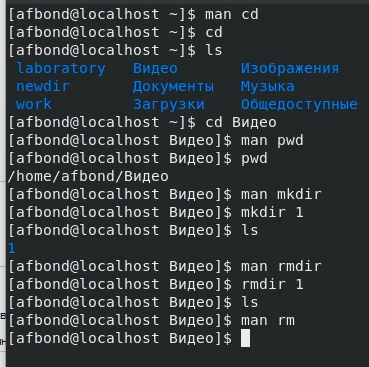 [afbond@localhost ~]$ man cd
[afbond@localhost ~]$ cd
[afbond@localhost ~]$ ls
laboratory Видео Изображения
newdir Документы Музыка
work Загрузки Общедоступные
[afbond@localhost ~]$ cd Видео
[afbond@localhost Видео]$ man pwd
[afbond@localhost Видео]$ pwd
/home/afbond/Видео
[afbond@localhost Видео]$ man mkdir
[afbond@localhost Видео]$ mkdir 1
[afbond@localhost Видео]$ ls
1
[afbond@localhost Видео]$ man rmdir
[afbond@localhost Видео]$ rmdir 1
[afbond@localhost Видео]$ ls
[afbond@localhost Видео]$ man rm
[afbond@localhost Видео]$